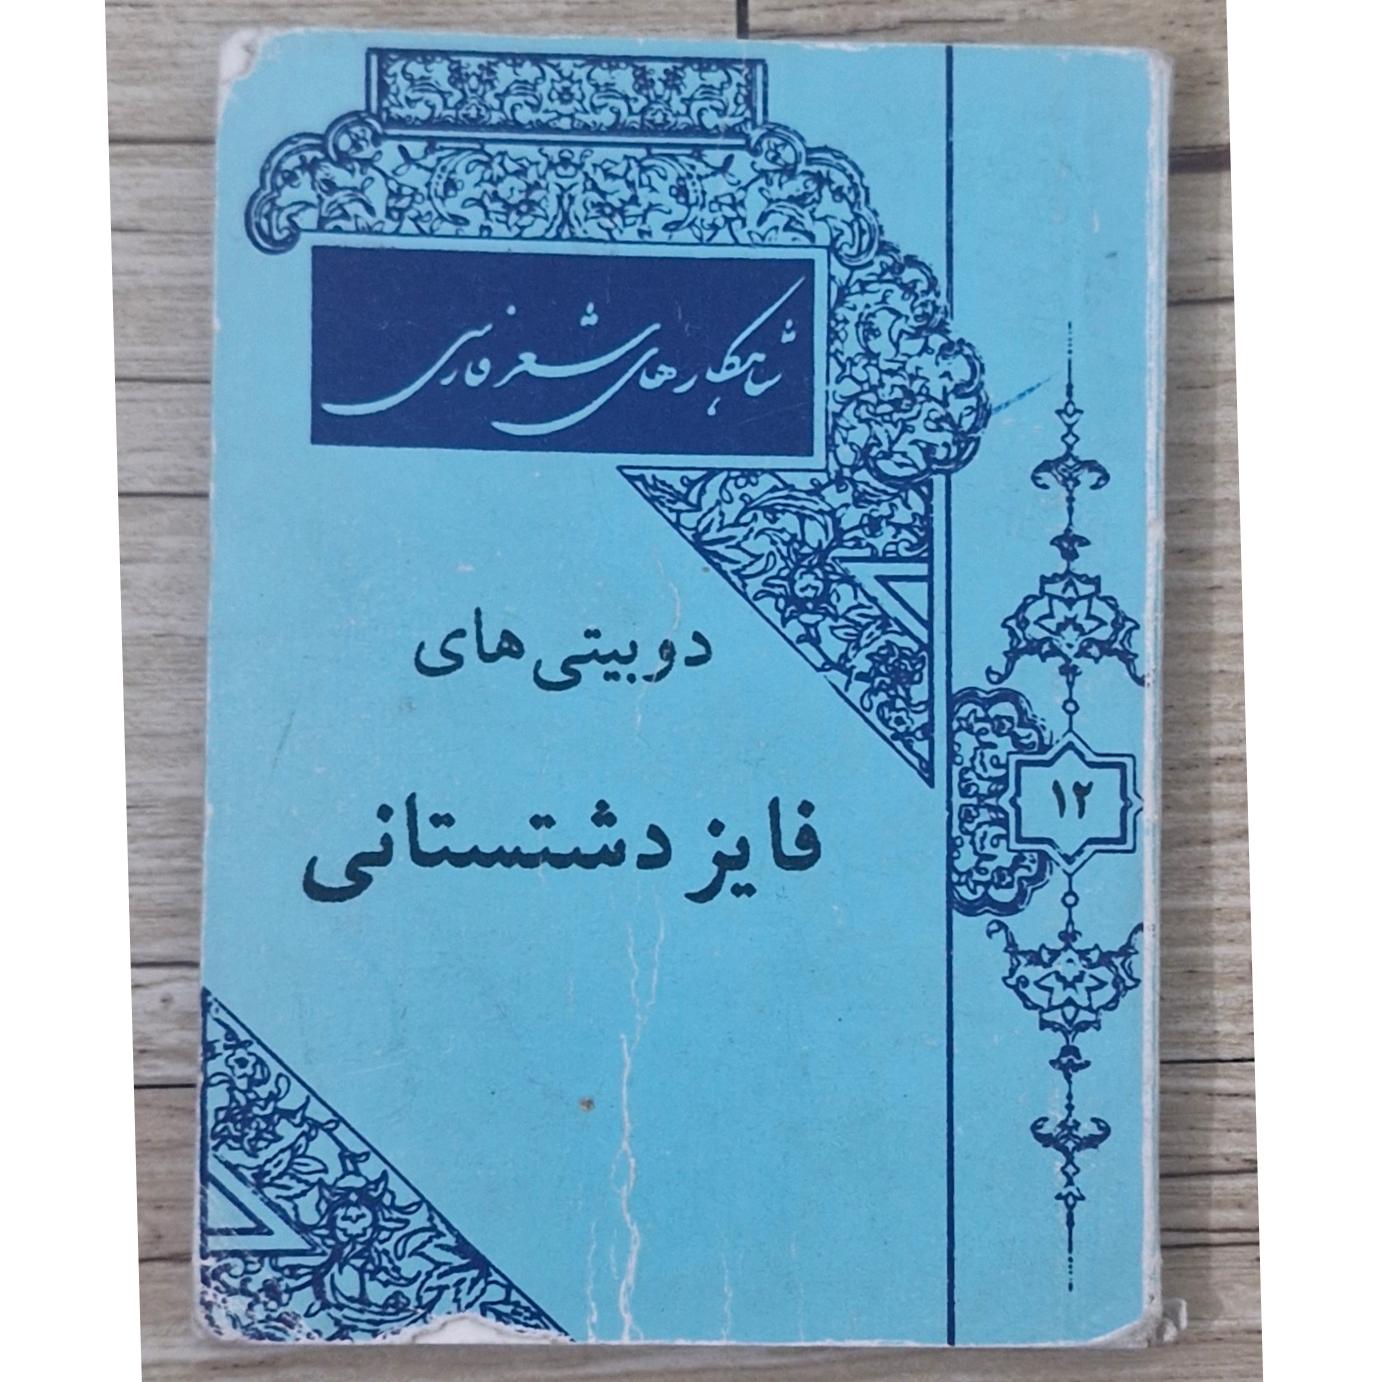 شاهکارهای شعر فارسی
دوبیتی های
فایز دشتستانی
۱۲